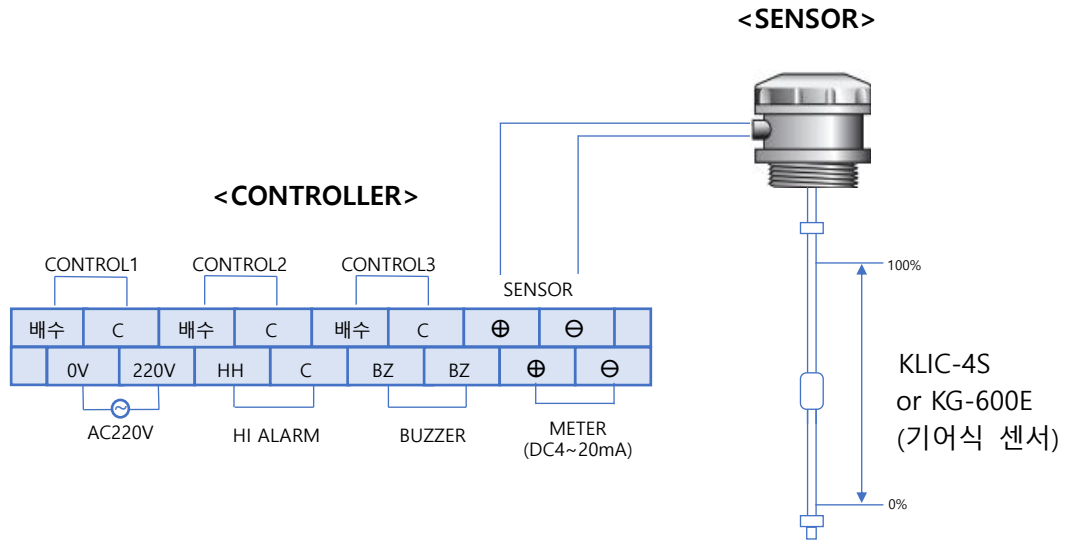 <SENSOR>
<CONTROLLER>
CONTROL1 CONTROL2 CONTROL3
SENSOR
배수 C 배수 C 배수 C ⊕ ⊖
0V 220V HH C BZ BZ ⊕ ⊖
AC220V HI ALARM BUZZER METER
(DC4~20mA)
100%
KLIC-4S
or KG-600E
(기어식 센서)
0%